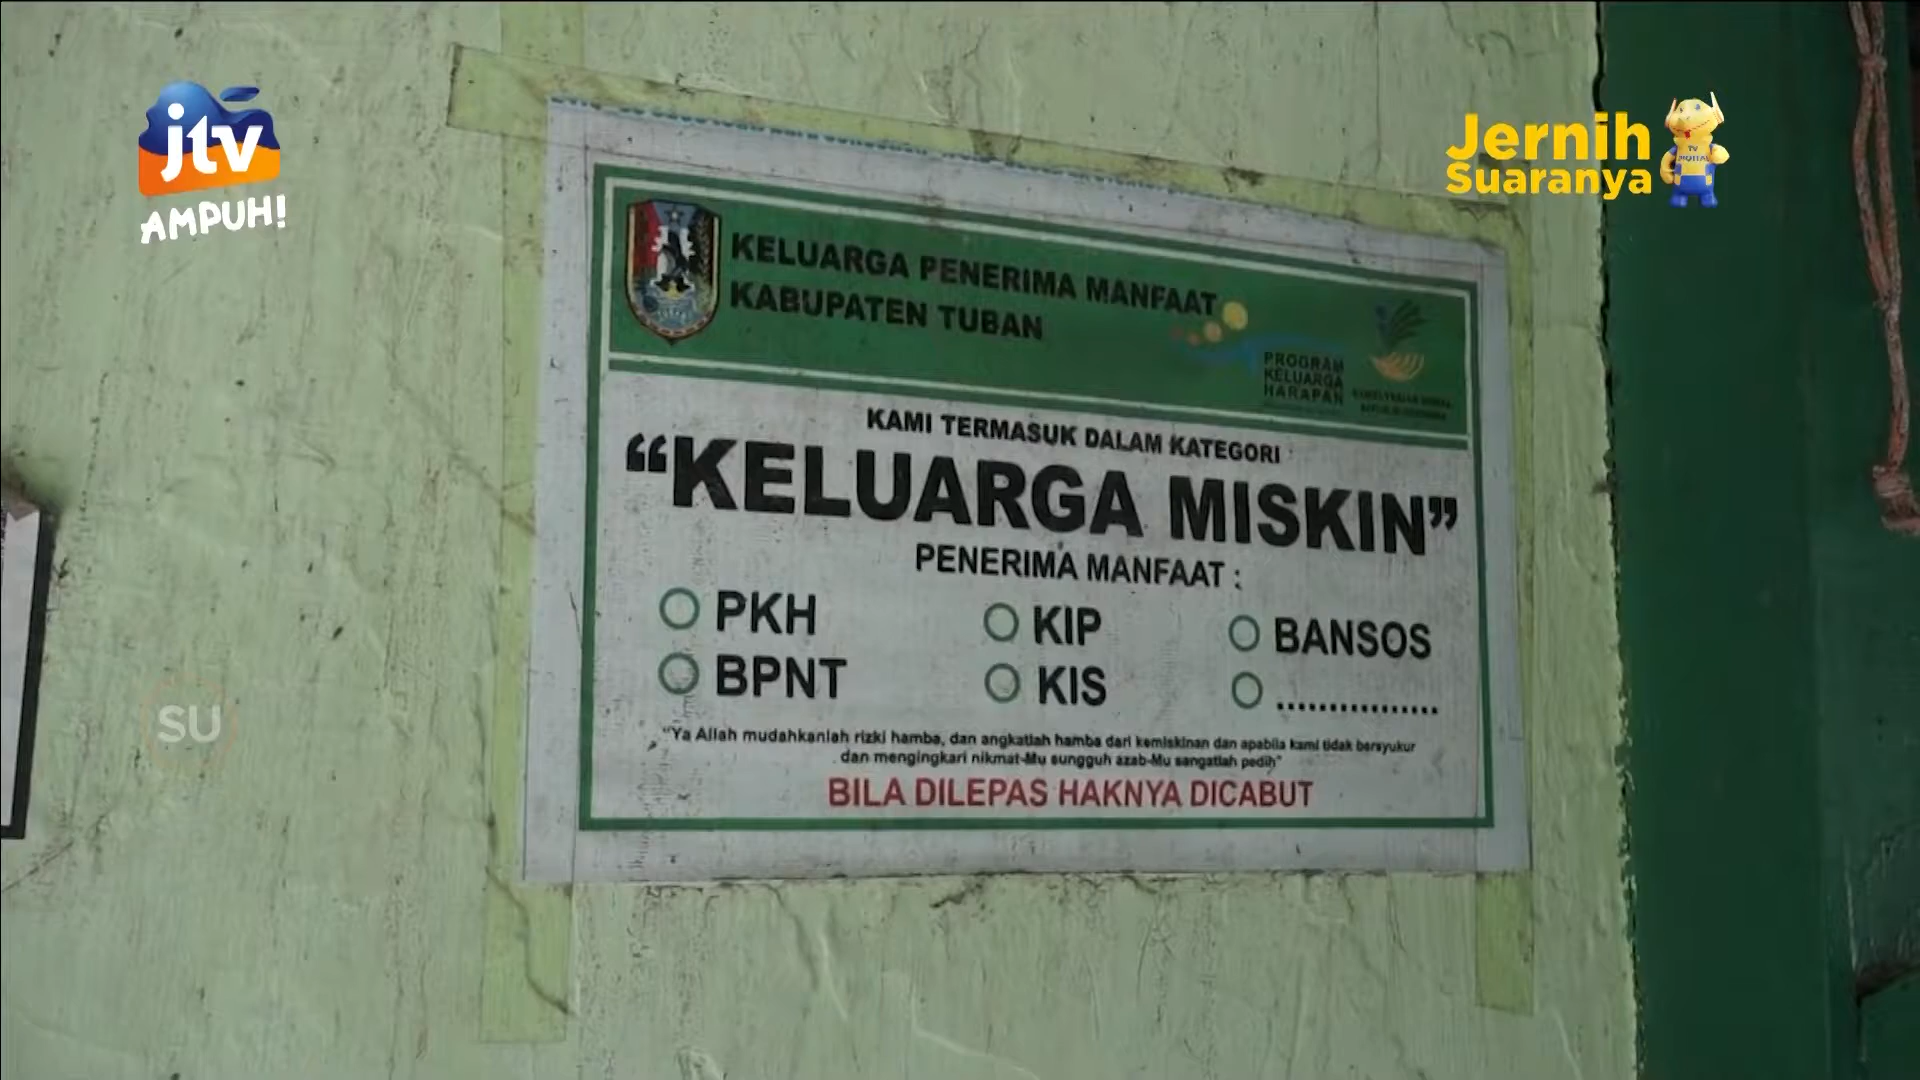 jtv
AMPUH!
Jernih
Suaranya
TV
DIGITAL
KELUARGA PENERIMA MANFAAT
KABUPATEN TUBAN
PROGRAM
KELUARGA
HARAPAN
KAMI TERMASUK DALAM KATEGORI
“KELUARGA MISKIN”
PENERIMA MANFAAT :
PKH KIP BANSOS
BPNT KIS ................
"Ya Allah mudahkanlah rizki hamba, dan angkatlah hamba dari kemiskinan dan apabila kami tidak bersyukur
dan mengingkari nikmat-Mu sungguh azab-Mu sangatlah pedih"
BILA DILEPAS HAKNYA DICABUT
SU